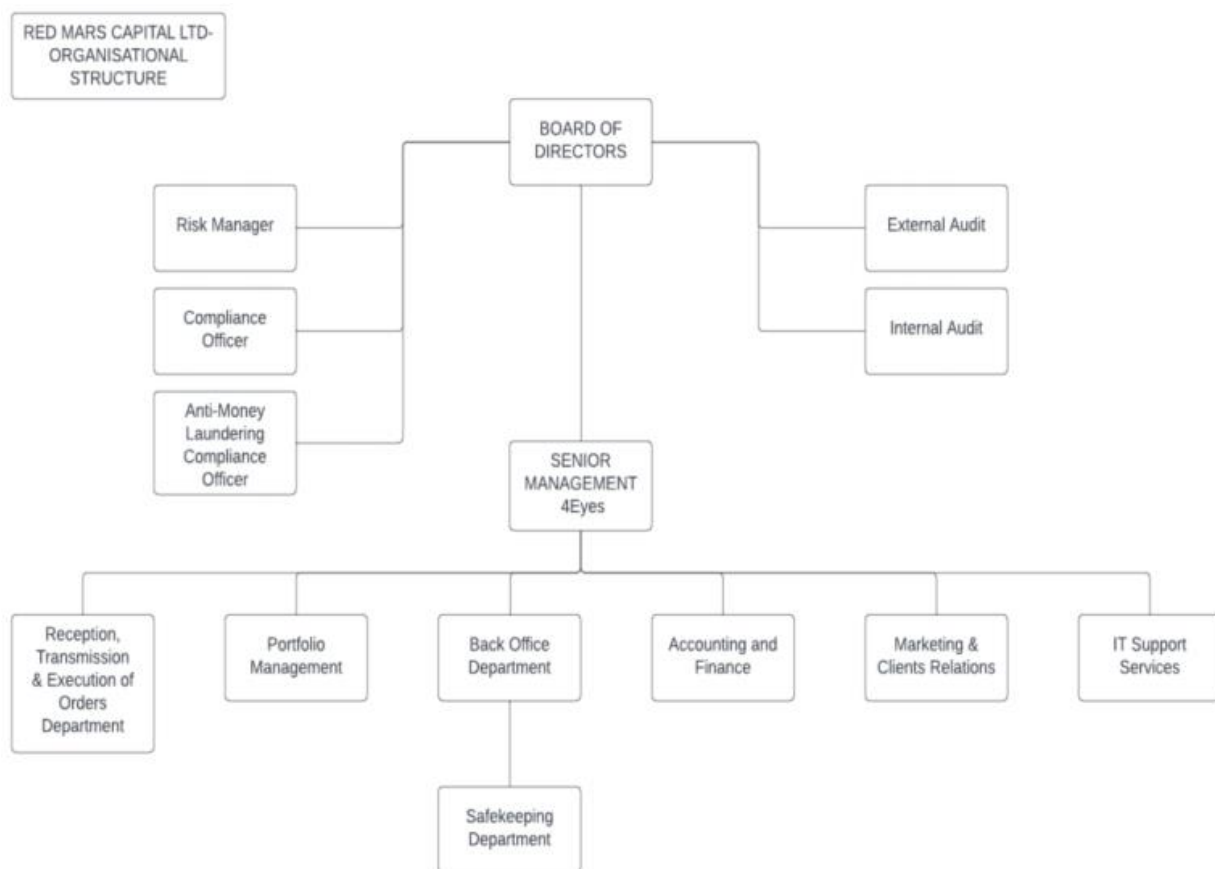 RED MARS CAPITAL LTD-
ORGANISATIONAL
STRUCTURE
BOARD OF
DIRECTORS
Risk Manager
External Audit
Compliance
Officer
Internal Audit
Anti-Money
Laundering
Compliance
Officer
SENIOR
MANAGEMENT
4Eyes
Reception,
Transmission
& Execution of
Orders
Department
Portfolio
Management
Back Office
Department
Accounting and
Finance
Marketing &
Clients Relations
IT Support
Services
Safekeeping
Department